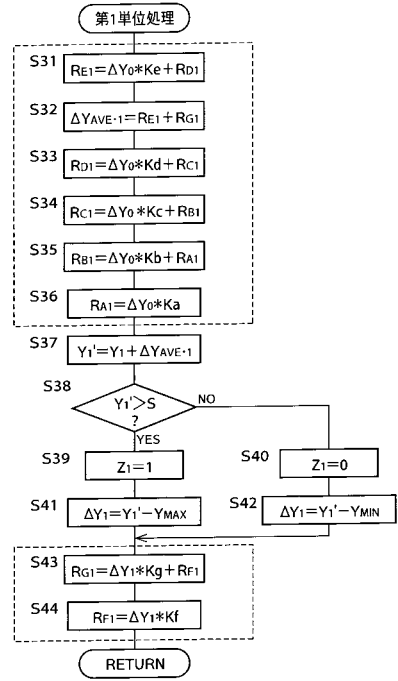 第1単位処理
S31
RE1=ΔY0*Ke+RD1
S32
ΔYAVE·1=RE1+RG1
S33
RD1=ΔY0*Kd+RC1
S34
RC1=ΔY0*Kc+RB1
S35
RB1=ΔY0*Kb+RA1
S36
RA1=ΔY0*Ka
S37
Y1'=Y1+ΔYAVE·1
S38
Y1'>S
?
NO
YES
S39
Z1=1
S40
Z1=0
S41
ΔY1=Y1'-YMAX
S42
ΔY1=Y1'-YMIN
S43
RG1=ΔY1*Kg+RF1
S44
RF1=ΔY1*Kf
RETURN